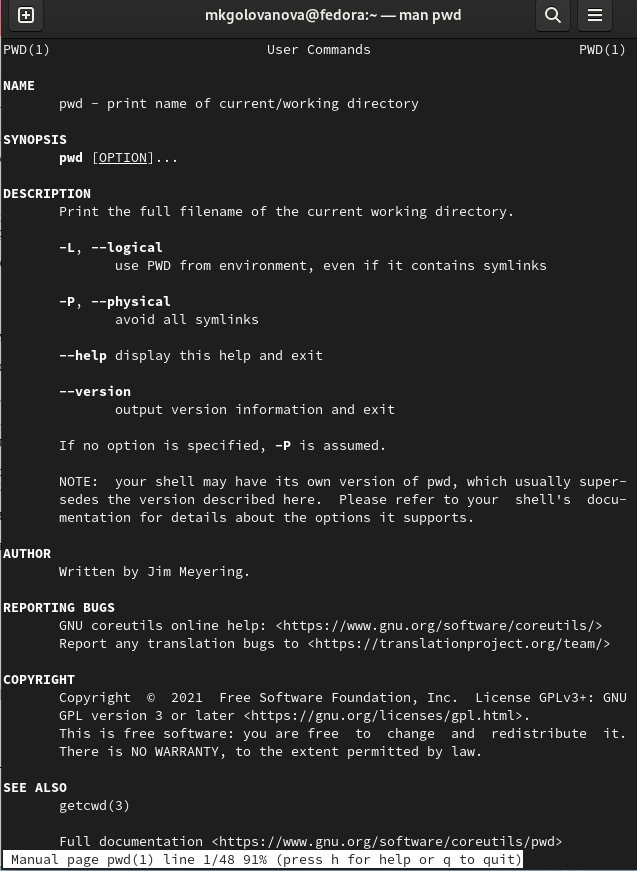 mkgolovanova@fedora:~ — man pwd
PWD(1) User Commands PWD(1)
NAME
pwd - print name of current/working directory
SYNOPSIS
pwd [OPTION]...
DESCRIPTION
Print the full filename of the current working directory.
-L, --logical
use PWD from environment, even if it contains symlinks
-P, --physical
avoid all symlinks
--help display this help and exit
--version
output version information and exit
If no option is specified, -P is assumed.
NOTE: your shell may have its own version of pwd, which usually super-
sedes the version described here. Please refer to your shell's docu-
mentation for details about the options it supports.
AUTHOR
Written by Jim Meyering.
REPORTING BUGS
GNU coreutils online help: <https://www.gnu.org/software/coreutils/>
Report any translation bugs to <https://translationproject.org/team/>
COPYRIGHT
Copyright © 2021 Free Software Foundation, Inc. License GPLv3+: GNU
GPL version 3 or later <https://gnu.org/licenses/gpl.html>.
This is free software: you are free to change and redistribute it.
There is NO WARRANTY, to the extent permitted by law.
SEE ALSO
getcwd(3)
Full documentation <https://www.gnu.org/software/coreutils/pwd>
Manual page pwd(1) line 1/48 91% (press h for help or q to quit)